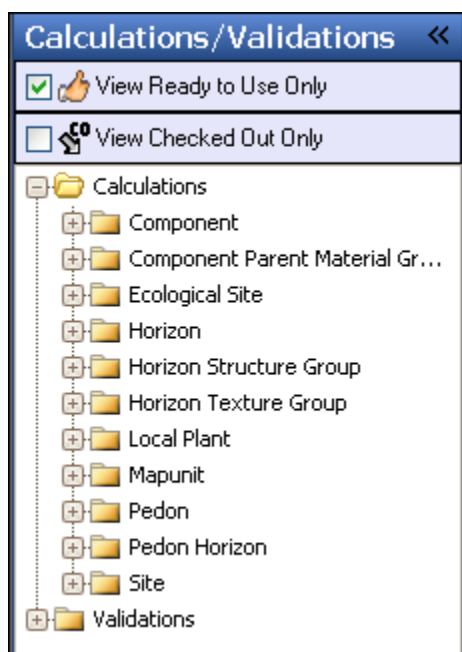 Calculations/Validations «
View Ready to Use Only
CO View Checked Out Only
Calculations
Component
Component Parent Material Gr...
Ecological Site
Horizon
Horizon Structure Group
Horizon Texture Group
Local Plant
Mapunit
Pedon
Pedon Horizon
Site
Validations